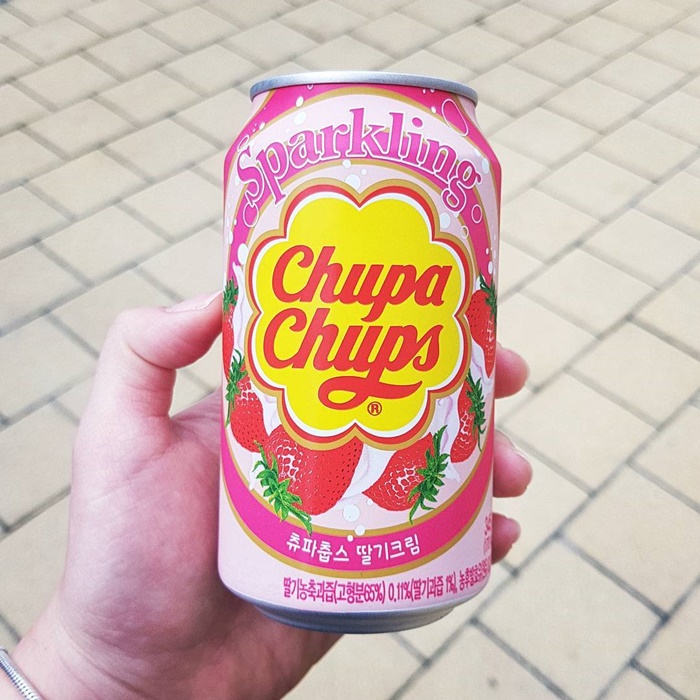 Sparkling
Chupa
Chups
®
츄파춥스 딸기크림
딸기농축과즙(고형분65%) 0.11%(딸기과즙 1%),